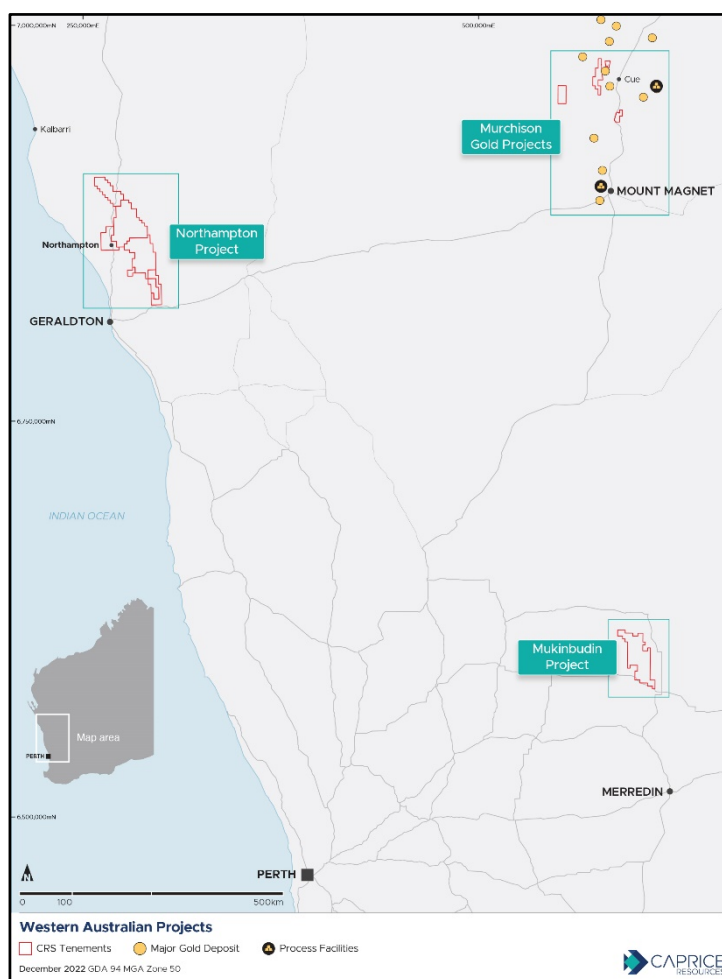 7,000,000mN
250,000mE
500,000mE
Cue
Kalbarri
Murchison
Gold Projects
MOUNT MAGNET
Northampton
Northampton
Project
GERALDTON
6,750,000mN
INDIAN OCEAN
Mukinbudin
Project
Map area
PERTH
MERREDIN
6,500,000mN
PERTH
N
0 100 500km
Western Australian Projects
CRS Tenements Major Gold Deposit Process Facilities
December 2022 GDA 94 MGA Zone 50
CAPRICE
RESOURCES